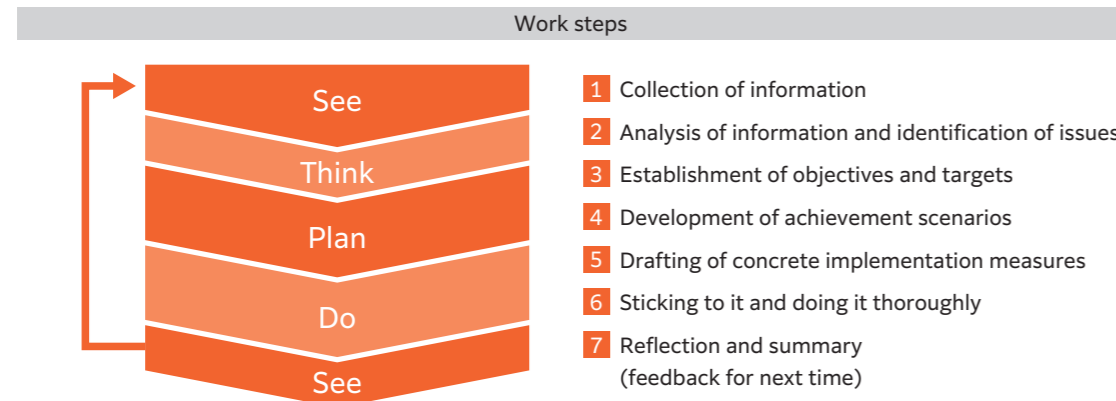 Work steps
See
Think
Plan
Do
See
1 Collection of information
2 Analysis of information and identification of issues
3 Establishment of objectives and targets
4 Development of achievement scenarios
5 Drafting of concrete implementation measures
6 Sticking to it and doing it thoroughly
7 Reflection and summary
(feedback for next time)